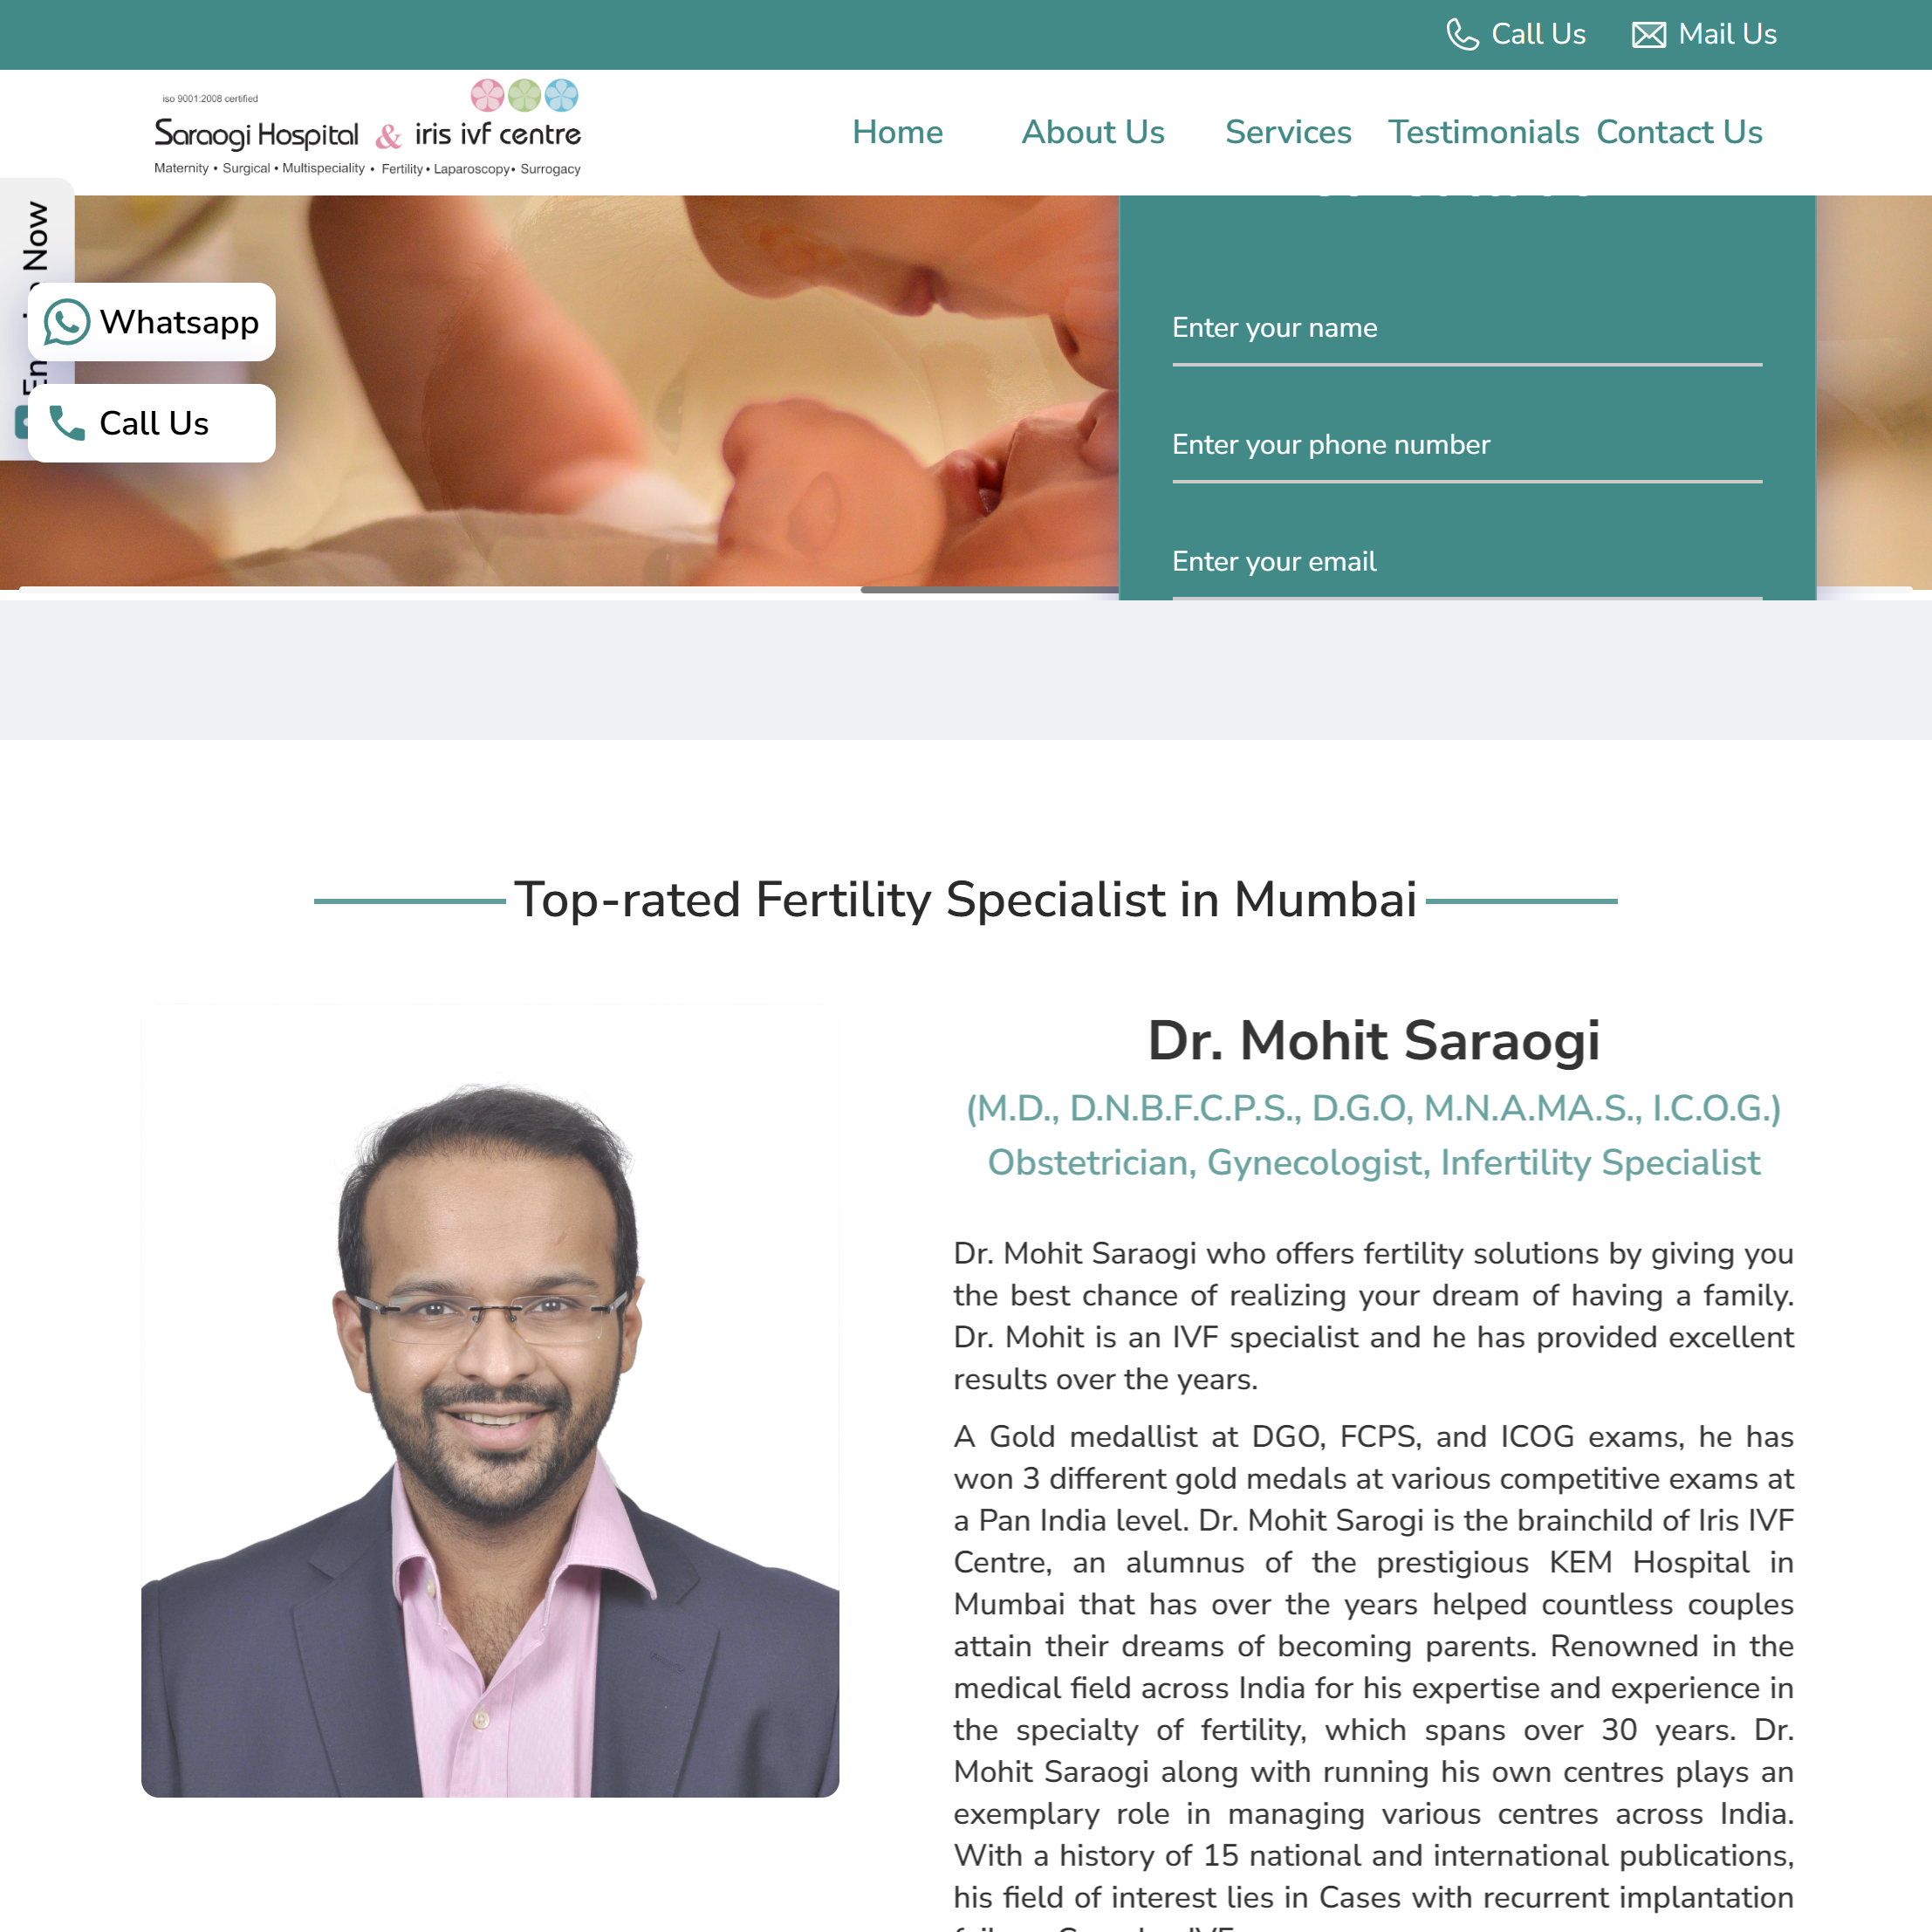 Call Us
Mail Us
iso 9001:2008 certified
Saraogi Hospital & iris ivf centre
Maternity • Surgical • Multispeciality • Fertility • Laparoscopy • Surrogacy
Home
About Us
Services
Testimonials
Contact Us
Now
Whatsapp
Call Us
Enter your name
Enter your phone number
Enter your email
Top-rated Fertility Specialist in Mumbai
Dr. Mohit Saraogi
(M.D., D.N.B.F.C.P.S., D.G.O, M.N.A.MA.S., I.C.O.G.)
Obstetrician, Gynecologist, Infertility Specialist
Dr. Mohit Saraogi who offers fertility solutions by giving you
the best chance of realizing your dream of having a family.
Dr. Mohit is an IVF specialist and he has provided excellent
results over the years.
A Gold medallist at DGO, FCPS, and ICOG exams, he has
won 3 different gold medals at various competitive exams at
a Pan India level. Dr. Mohit Sarogi is the brainchild of Iris IVF
Centre, an alumnus of the prestigious KEM Hospital in
Mumbai that has over the years helped countless couples
attain their dreams of becoming parents. Renowned in the
medical field across India for his expertise and experience in
the specialty of fertility, which spans over 30 years. Dr.
Mohit Saraogi along with running his own centres plays an
exemplary role in managing various centres across India.
With a history of 15 national and international publications,
his field of interest lies in Cases with recurrent implantation